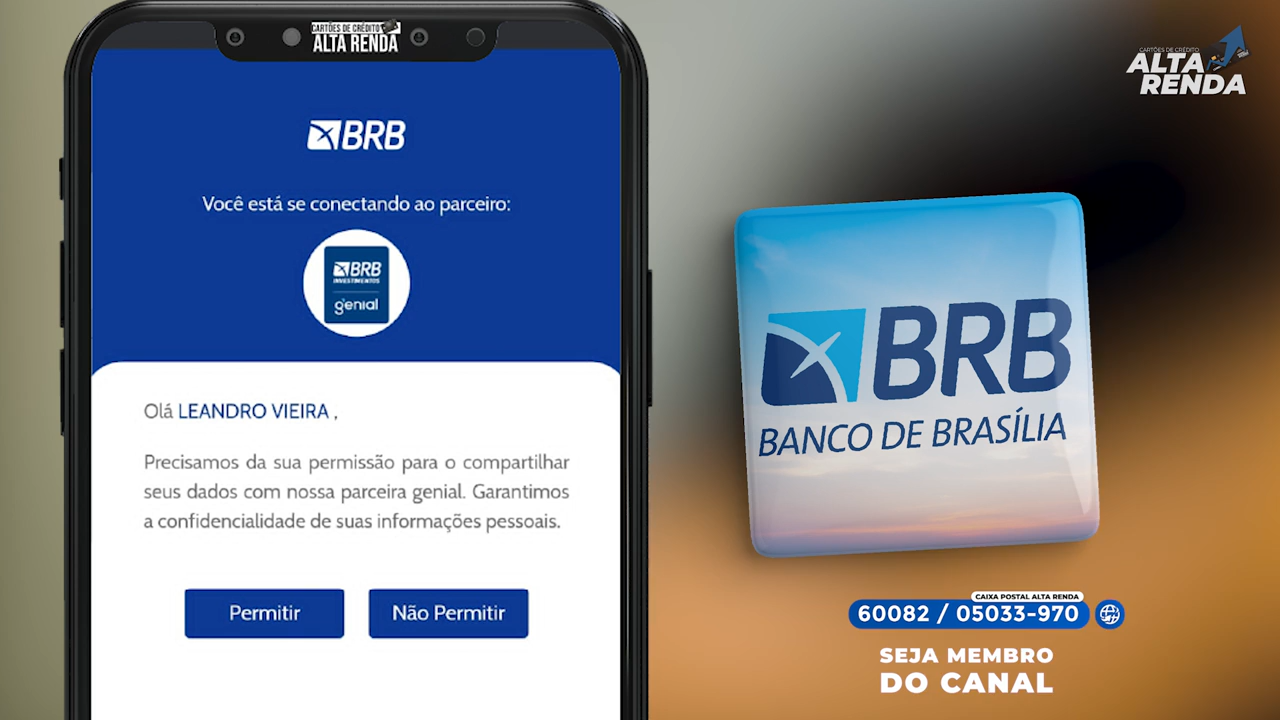 CARTÕES DE CRÉDITO
ALTA RENDA
BRB
Você está se conectando ao parceiro:
BRB
INVESTIMENTOS
genial
Olá LEANDRO VIEIRA ,
Precisamos da sua permissão para o compartilhar
seus dados com nossa parceira genial. Garantimos
a confidencialidade de suas informações pessoais.
Permitir
Não Permitir
CARTÕES DE CRÉDITO
ALTA
RENDA
BRB
BANCO DE BRASÍLIA
CAIXA POSTAL ALTA RENDA
60082 / 05033-970
SEJA MEMBRO
DO CANAL